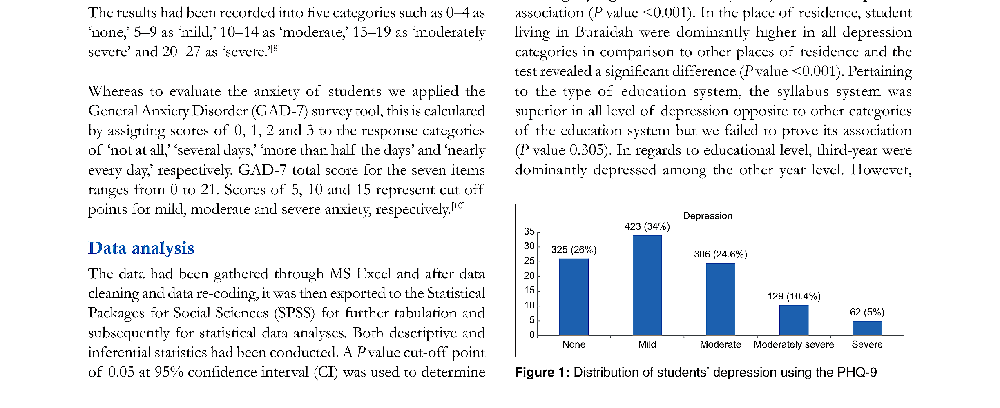 The results had been recorded into five categories such as 0–4 as
‘none,’ 5–9 as ‘mild,’ 10–14 as ‘moderate,’ 15–19 as ‘moderately
severe’ and 20–27 as ‘severe.’[8]
Whereas to evaluate the anxiety of students we applied the
General Anxiety Disorder (GAD-7) survey tool, this is calculated
by assigning scores of 0, 1, 2 and 3 to the response categories
of ‘not at all,’ ‘several days,’ ‘more than half the days’ and ‘nearly
every day,’ respectively. GAD-7 total score for the seven items
ranges from 0 to 21. Scores of 5, 10 and 15 represent cut-off
points for mild, moderate and severe anxiety, respectively.[10]
Data analysis
The data had been gathered through MS Excel and after data
cleaning and data re-coding, it was then exported to the Statistical
Packages for Social Sciences (SPSS) for further tabulation and
subsequently for statistical data analyses. Both descriptive and
inferential statistics had been conducted. A P value cut-off point
of 0.05 at 95% confidence interval (CI) was used to determine
association (P value <0.001). In the place of residence, student
living in Buraidah were dominantly higher in all depression
categories in comparison to other places of residence and the
test revealed a significant difference (P value <0.001). Pertaining
to the type of education system, the syllabus system was
superior in all level of depression opposite to other categories
of the education system but we failed to prove its association
(P value 0.305). In regards to educational level, third-year were
dominantly depressed among the other year level. However,
Depression
423 (34%)
35
30
325 (26%)
306 (24.6%)
25
20
15
129 (10.4%)
10
62 (5%)
5
0
None Mild Moderate Moderately severe Severe
Figure 1: Distribution of students’ depression using the PHQ-9